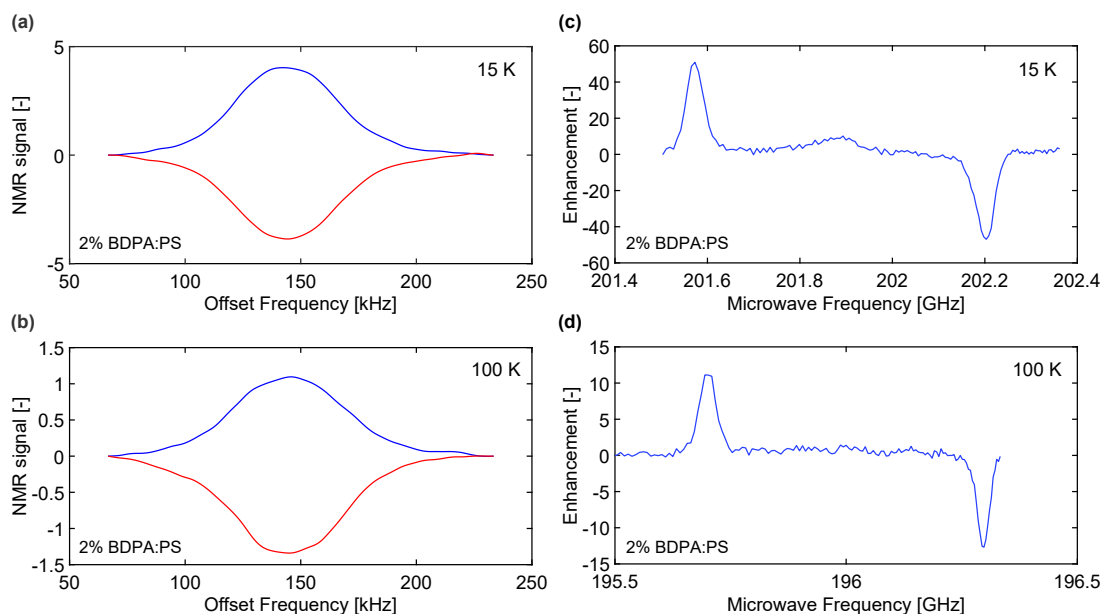 (a)
5
0
-5
NMR signal [-]
15 K
2% BDPA:PS
50
100
150
200
250
Offset Frequency [kHz]
(c)
60
40
20
0
-20
-40
-60
Enhancement [-]
15 K
2% BDPA:PS
201.4
201.6
201.8
202
202.2
202.4
Microwave Frequency [GHz]
(b)
1.5
1
0.5
0
-0.5
-1
-1.5
NMR signal [-]
100 K
2% BDPA:PS
50
100
150
200
250
Offset Frequency [kHz]
(d)
15
10
5
0
-5
-10
-15
Enhancement [-]
100 K
2% BDPA:PS
195.5
196
196.5
Microwave Frequency [GHz]